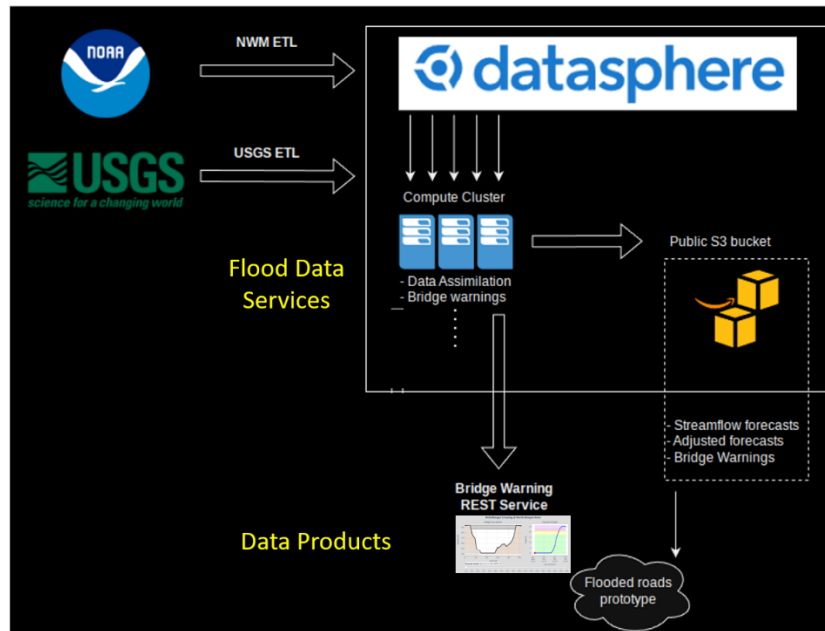 NOAA
NWM ETL
datasphere
USGS
science for a changing world
USGS ETL
Compute Cluster
Public S3 bucket
Flood Data
Services
- Data Assimilation
- Bridge warnings
- Streamflow forecasts
- Adjusted forecasts
- Bridge Warnings
Bridge Warning
REST Service
Data Products
Flooded roads
prototype